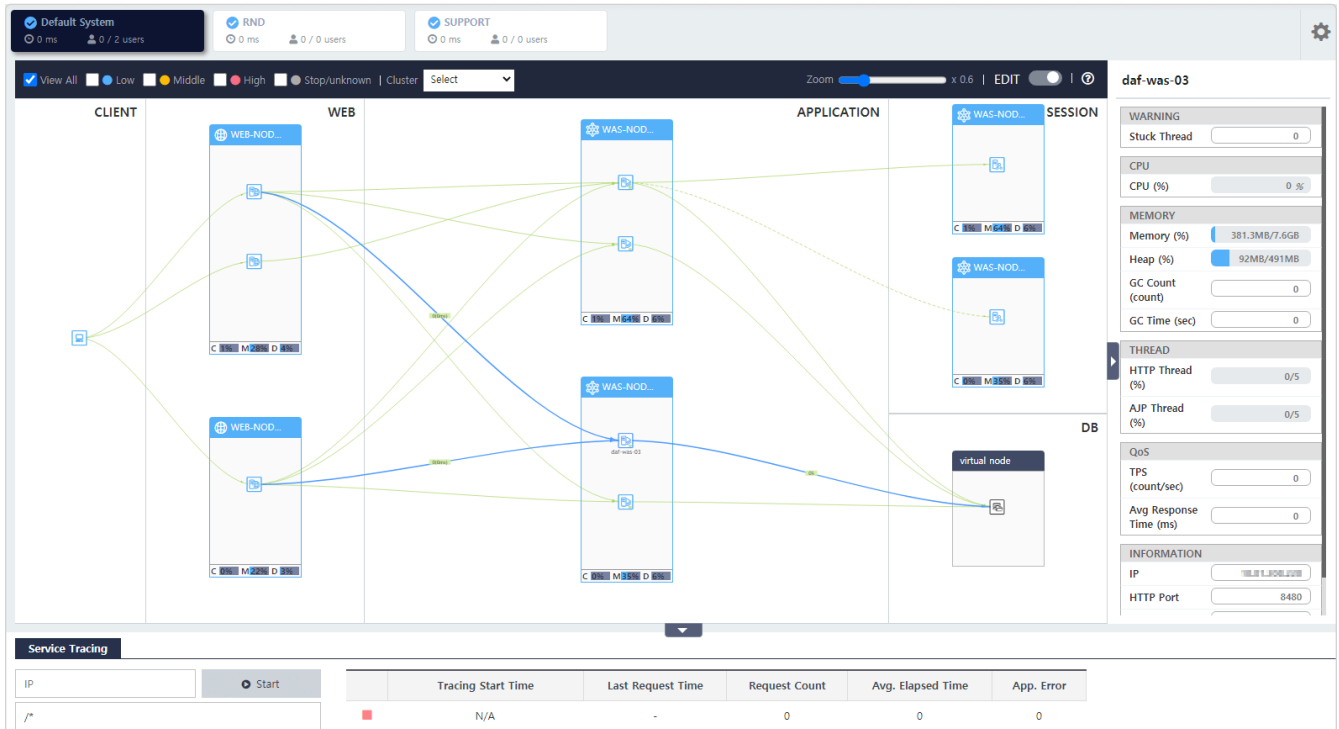 Default System
0 ms 0 / 2 users
RND
0 ms 0 / 0 users
SUPPORT
0 ms 0 / 0 users
View All Low Middle High Stop/unknown | Cluster Select
Zoom x 0.6 | EDIT |
CLIENT
WEB
APPLICATION
SESSION
DB
WEB-NOD...
C 1% M 28% D 4%
WEB-NOD...
C 0% M 22% D 3%
WAS-NOD...
C 1% M 64% D 6%
WAS-NOD...
daf-was-03
C 0% M 35% D 6%
WAS-NOD...
C 1% M 64% D 6%
WAS-NOD...
C 0% M 35% D 6%
virtual node
daf-was-03
WARNING
Stuck Thread 0
CPU
CPU (%) 0 %
MEMORY
Memory (%) 381.3MB/7.6GB
Heap (%) 92MB/491MB
GC Count
(count) 0
GC Time (sec) 0
THREAD
HTTP Thread
(%) 0/5
AJP Thread
(%) 0/5
QoS
TPS
(count/sec) 0
Avg Response
Time (ms) 0
INFORMATION
IP
HTTP Port 8480
Service Tracing
IP
Start
/*
Tracing Start Time Last Request Time Request Count Avg. Elapsed Time App. Error
N/A - 0 0 0